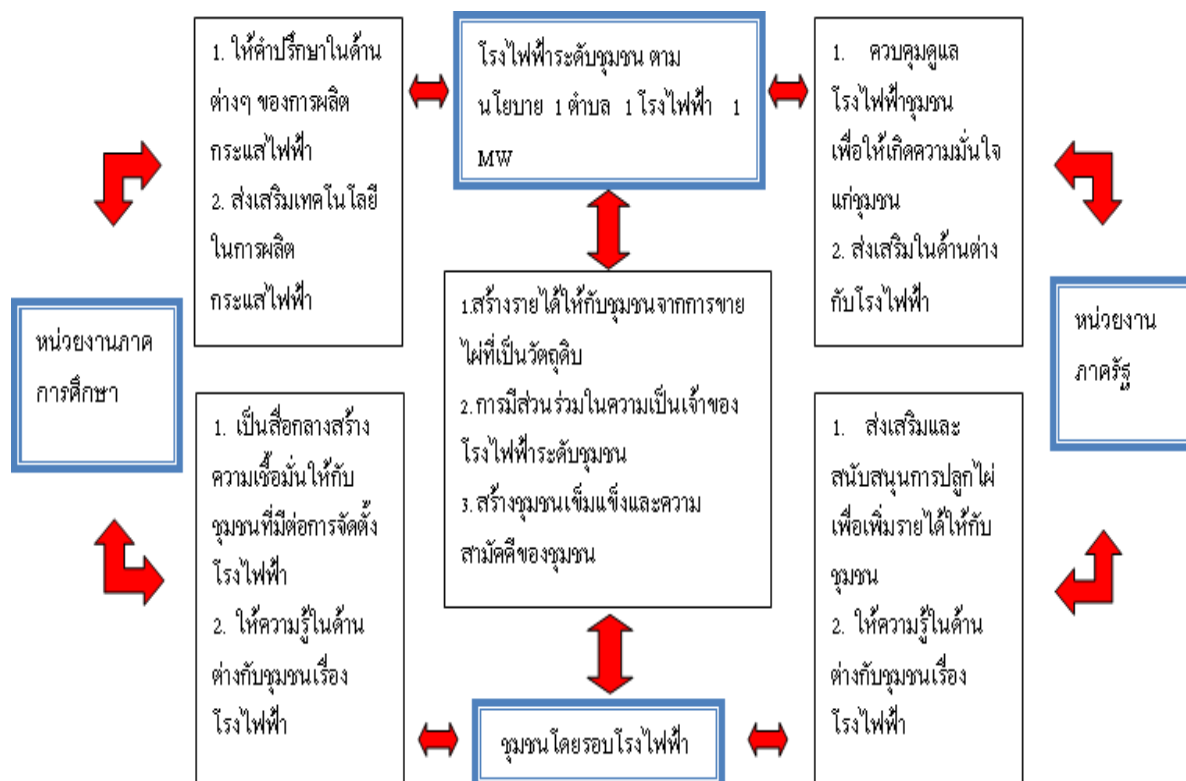 1. ให้คำปรึกษาในด้าน
ต่างๆ ของการผลิต
กระแสไฟฟ้า
2. ส่งเสริมเทคโนโลยี
ในการผลิต
กระแสไฟฟ้า
โรงไฟฟ้าระดับชุมชน ตาม
นโยบาย 1 ตำบล 1 โรงไฟฟ้า 1
MW
1. ควบคุมดูแล
โรงไฟฟ้าชุมชน
เพื่อให้เกิดความมั่นใจ
แก่ชุมชน
2. ส่งเสริมในด้านต่าง
กับโรงไฟฟ้า
หน่วยงานภาค
การศึกษา
1.สร้างรายได้ให้กับชุมชนจากการขาย
ไผ่ที่เป็นวัตถุดิบ
2.การมีส่วนร่วมในความเป็นเจ้าของ
โรงไฟฟ้าระดับชุมชน
3.สร้างชุมชนเข็มแข็งและความ
สามัคคีของชุมชน
หน่วยงาน
ภาครัฐ
1. เป็นสื่อกลางสร้าง
ความเชื้อมั่นให้กับ
ชุมชนที่มีต่อการจัดตั้ง
โรงไฟฟ้า
2. ให้ความรู้ในด้าน
ต่างกับชุมชนเรื่อง
โรงไฟฟ้า
1. ส่งเสริมและ
สนับสนุนการปลูกไผ่
เพื่อเพิ่มรายได้ให้กับ
ชุมชน
2. ให้ความรู้ในด้าน
ต่างกับชุมชนเรื่อง
โรงไฟฟ้า
ชุมชนโดยรอบโรงไฟฟ้า